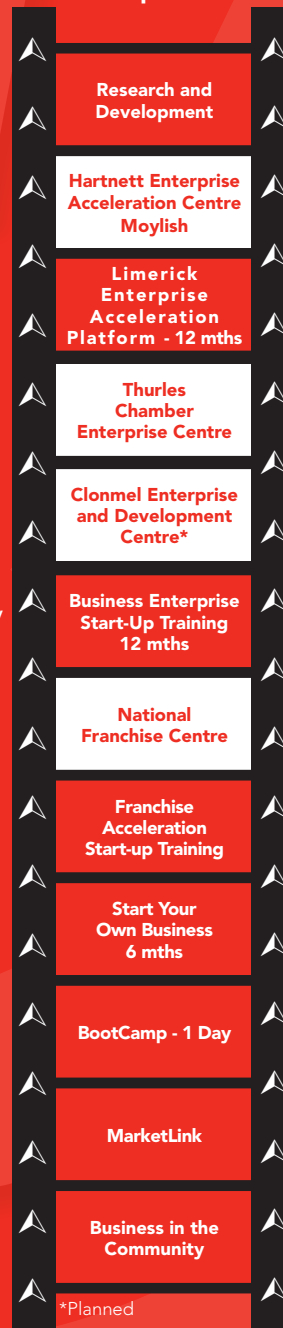 Research and
Development
Hartnett Enterprise
Acceleration Centre
Moylish
Limerick
Enterprise
Acceleration
Platform - 12 mths
Thurles
Chamber
Enterprise Centre
Clonmel Enterprise
and Development
Centre*
Business Enterprise
Start-Up Training
12 mths
National
Franchise Centre
Franchise
Acceleration
Start-up Training
Start Your
Own Business
6 mths
BootCamp - 1 Day
MarketLink
Business in the
Community
*Planned